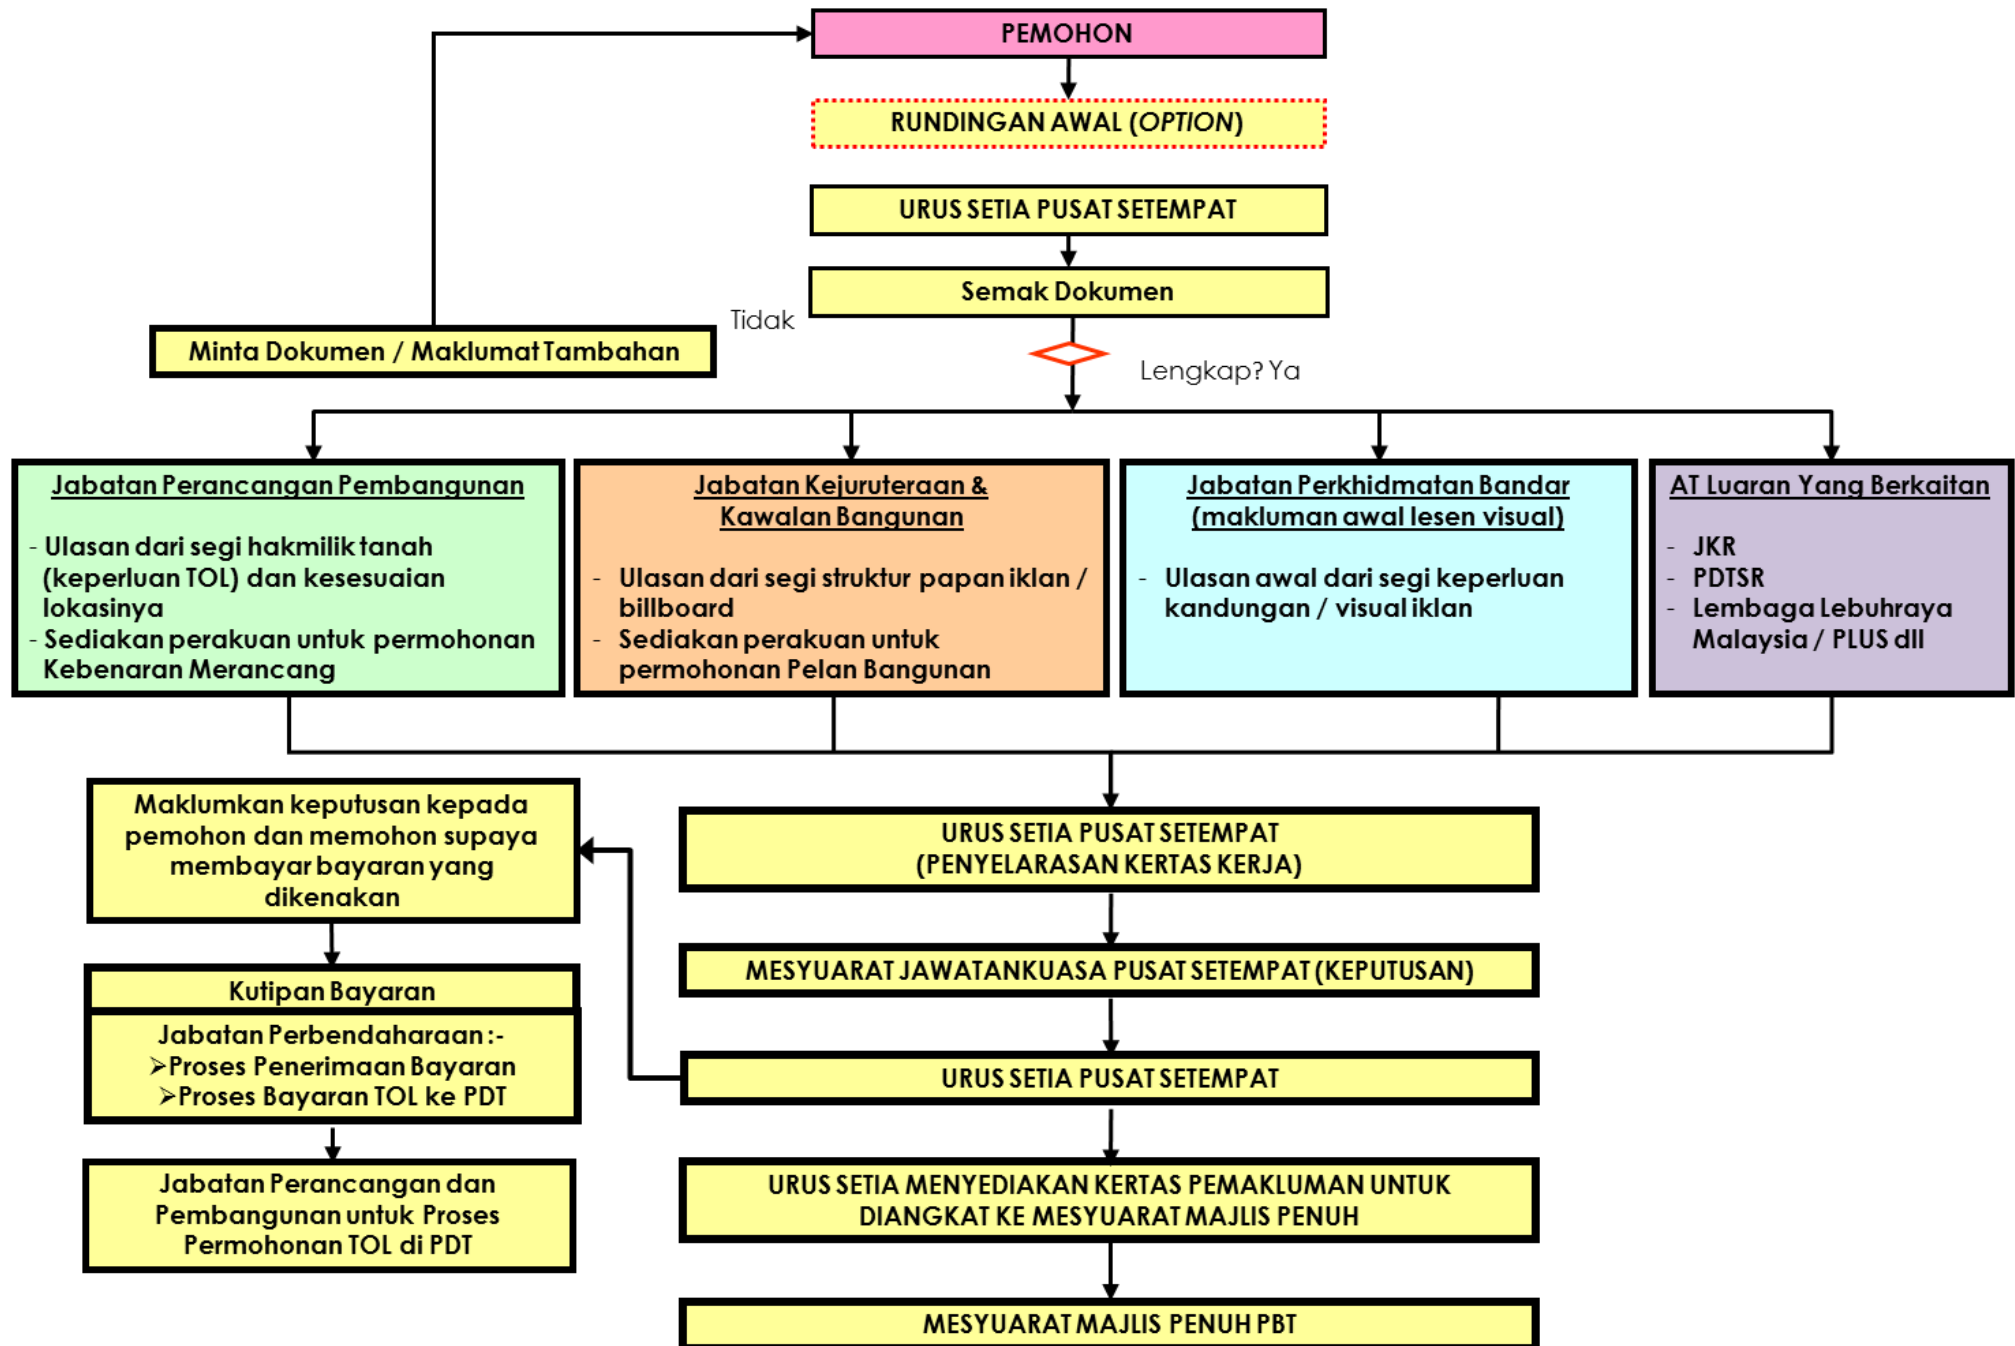 PEMOHON
RUNDINGAN AWAL (OPTION)
URUS SETIA PUSAT SETEMPAT
Semak Dokumen
Tidak
Minta Dokumen / Maklumat Tambahan
Lengkap? Ya
Jabatan Perancangan Pembangunan
- Ulasan dari segi hakmilik tanah
(keperluan TOL) dan kesesuaian
lokasinya
- Sediakan perakuan untuk permohonan
Kebenaran Merancang
Jabatan Kejuruteraan &
Kawalan Bangunan
- Ulasan dari segi struktur papan iklan /
billboard
- Sediakan perakuan untuk
permohonan Pelan Bangunan
Jabatan Perkhidmatan Bandar
(makluman awal lesen visual)
- Ulasan awal dari segi keperluan
kandungan / visual iklan
AT Luaran Yang Berkaitan
- JKR
- PDTSR
- Lembaga Lebuhraya
Malaysia / PLUS dll
Maklumkan keputusan kepada
pemohon dan memohon supaya
membayar bayaran yang
dikenakan
Kutipan Bayaran
Jabatan Perbendaharaan :-
➢Proses Penerimaan Bayaran
➢Proses Bayaran TOL ke PDT
Jabatan Perancangan dan
Pembangunan untuk Proses
Permohonan TOL di PDT
URUS SETIA PUSAT SETEMPAT
(PENYELARASAN KERTAS KERJA)
MESYUARAT JAWATANKUASA PUSAT SETEMPAT (KEPUTUSAN)
URUS SETIA PUSAT SETEMPAT
URUS SETIA MENYEDIAKAN KERTAS PEMAKLUMAN UNTUK
DIANGKAT KE MESYUARAT MAJLIS PENUH
MESYUARAT MAJLIS PENUH PBT